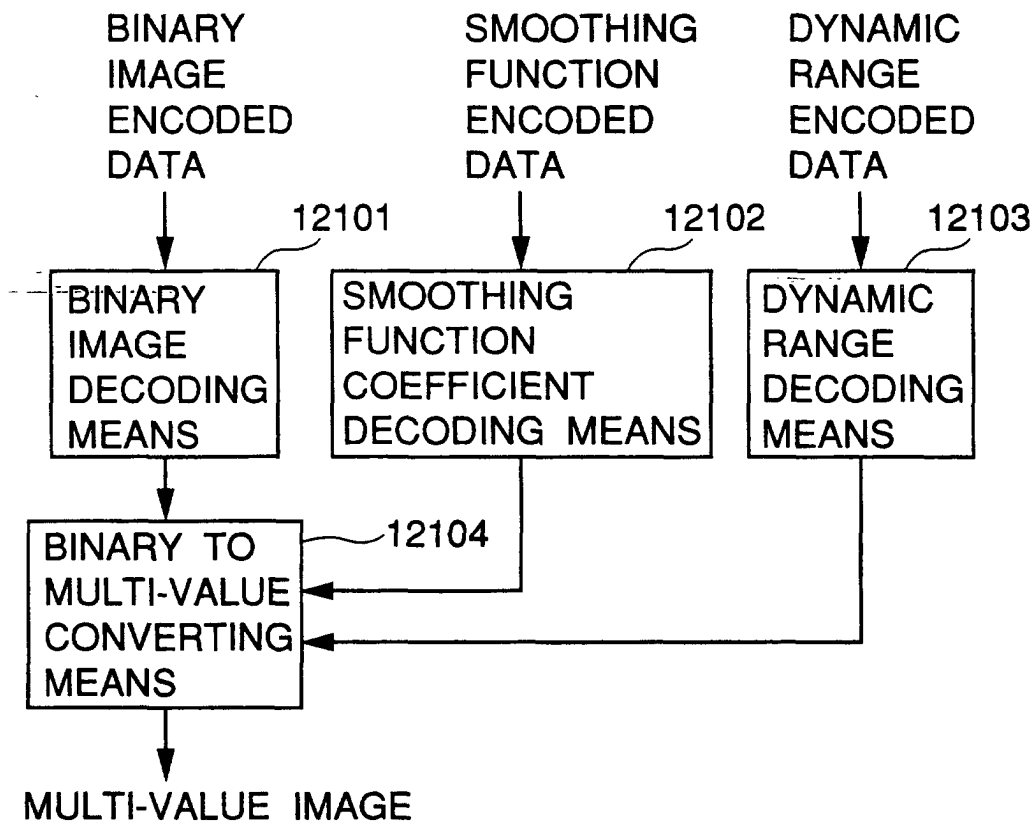 BINARY
IMAGE
ENCODED
DATA
SMOOTHING
FUNCTION
ENCODED
DATA
DYNAMIC
RANGE
ENCODED
DATA
12101
12102
12103
BINARY
IMAGE
DECODING
MEANS
SMOOTHING
FUNCTION
COEFFICIENT
DECODING MEANS
DYNAMIC
RANGE
DECODING
MEANS
12104
BINARY TO
MULTI-VALUE
CONVERTING
MEANS
MULTI-VALUE IMAGE